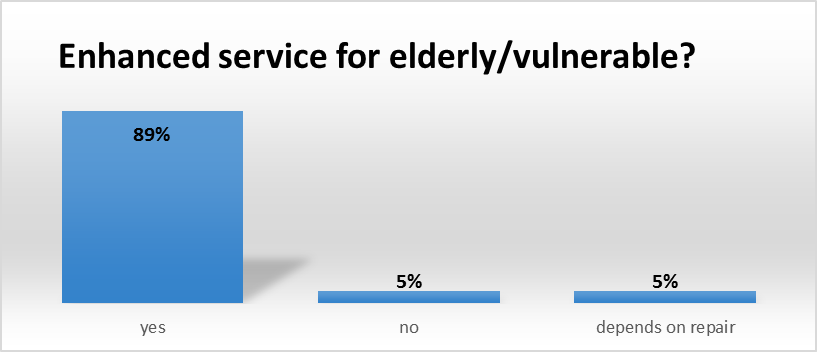 Enhanced service for elderly/vulnerable?
89%
5%
5%
yes
no
depends on repair